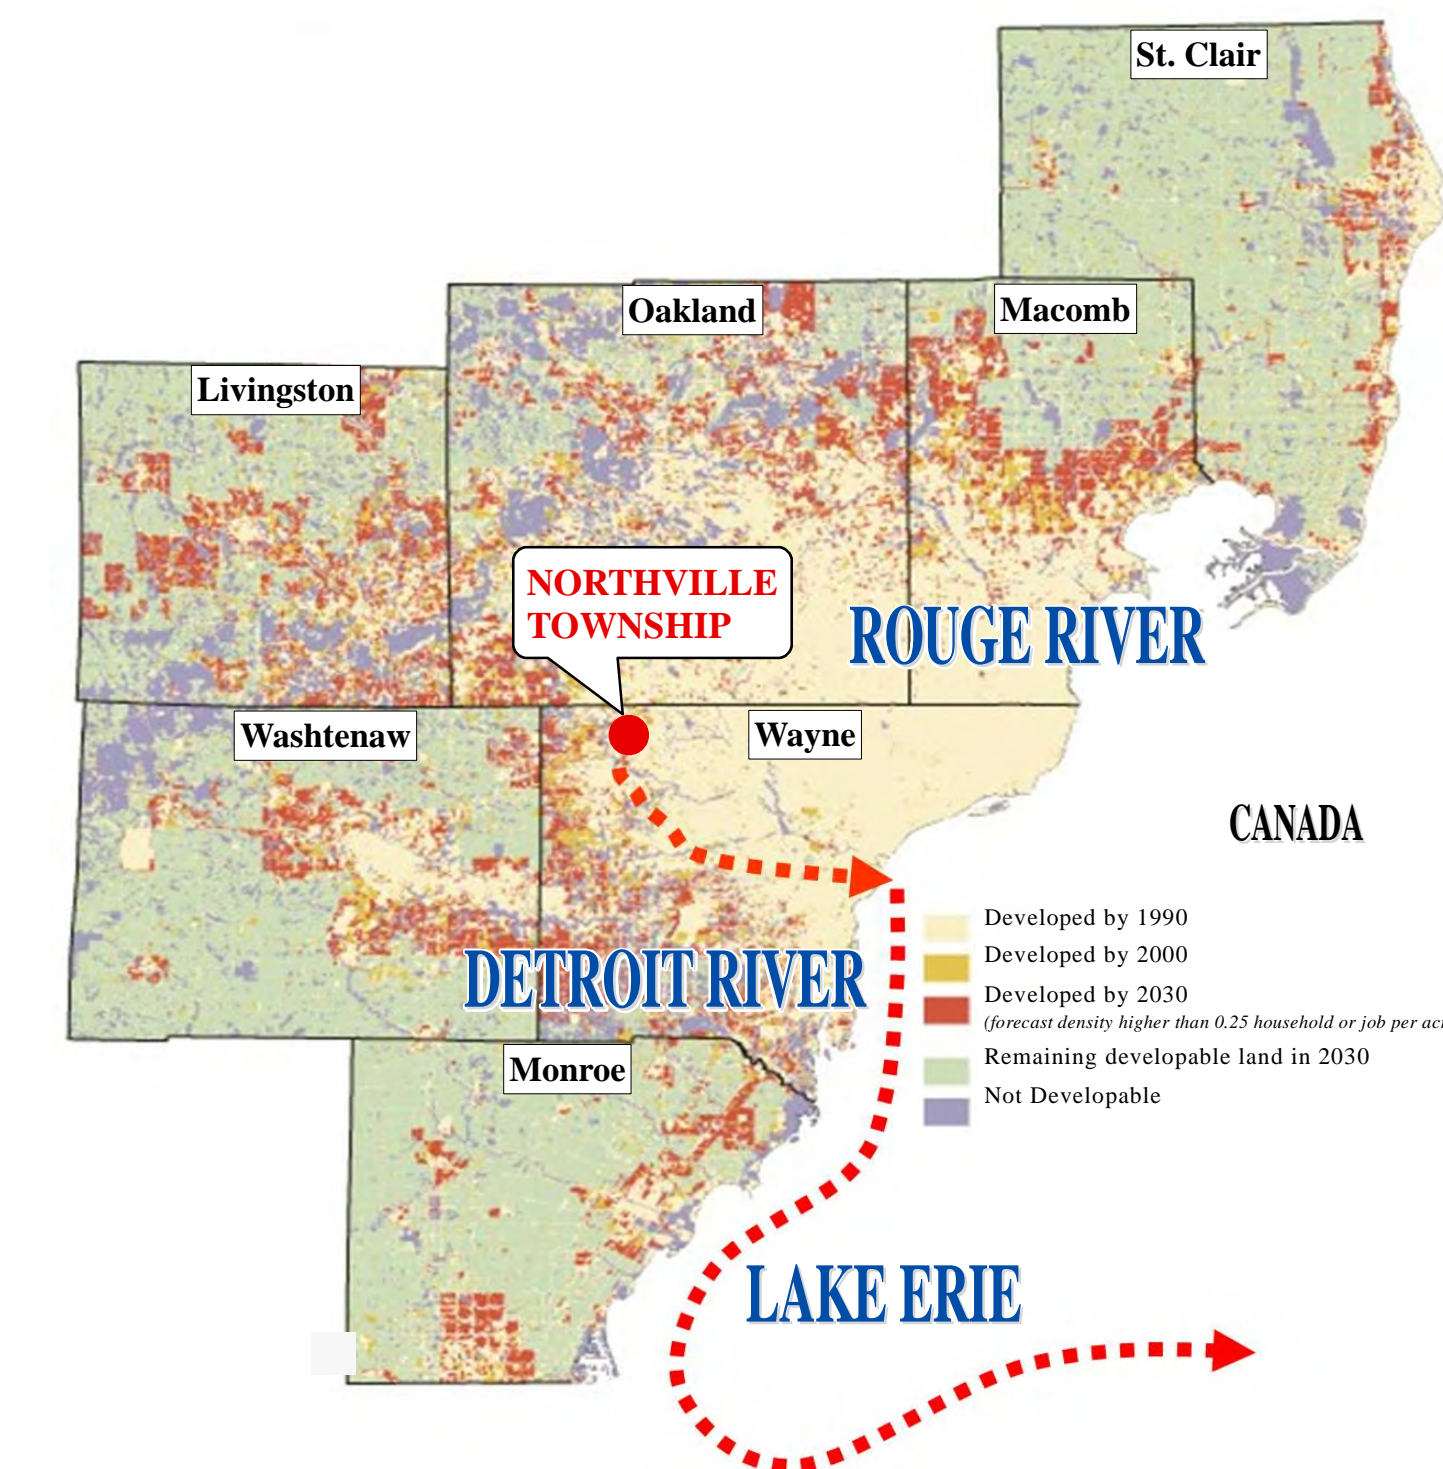 St. Clair
Oakland
Macomb
Livingston
NORTHVILLE
TOWNSHIP
ROUGE RIVER
Washtenaw
Wayne
CANADA
Developed by 1990
Developed by 2000
DETROIT RIVER
Developed by 2030
(forecast density higher than 0.25 household or job per
Remaining developable land in 2030
Monroe
Not Developable
LAKE ERIE